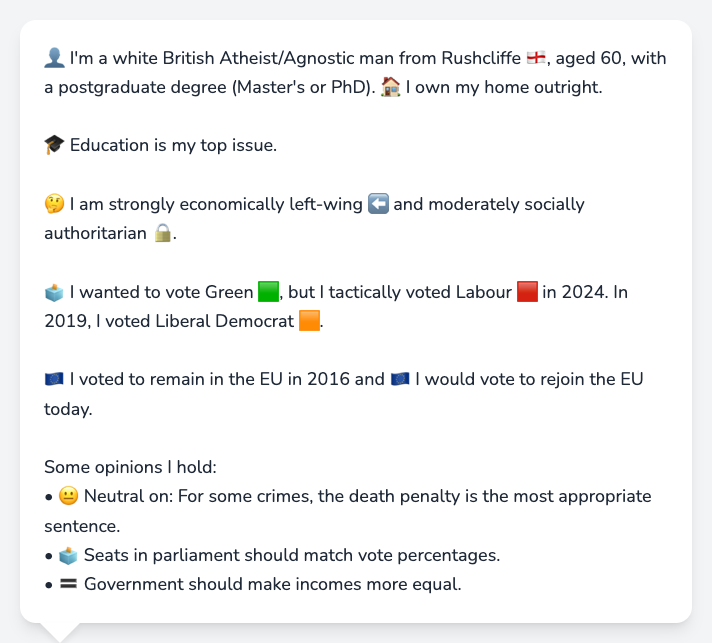 👤 I'm a white British Atheist/Agnostic man from Rushcliffe 🏴󠁧󠁢󠁥󠁮󠁧󠁿, aged 60, with
a postgraduate degree (Master's or PhD). 🏠 I own my home outright.
🎓 Education is my top issue.
🤔 I am strongly economically left-wing ⬅️ and moderately socially
authoritarian 🔒.
🗳️ I wanted to vote Green 🟩, but I tactically voted Labour 🟥 in 2024. In
2019, I voted Liberal Democrat 🟧.
🇪🇺 I voted to remain in the EU in 2016 and 🇪🇺 I would vote to rejoin the EU
today.
Some opinions I hold:
• 😐 Neutral on: For some crimes, the death penalty is the most appropriate
sentence.
• 🗳️ Seats in parliament should match vote percentages.
• 🟰 Government should make incomes more equal.